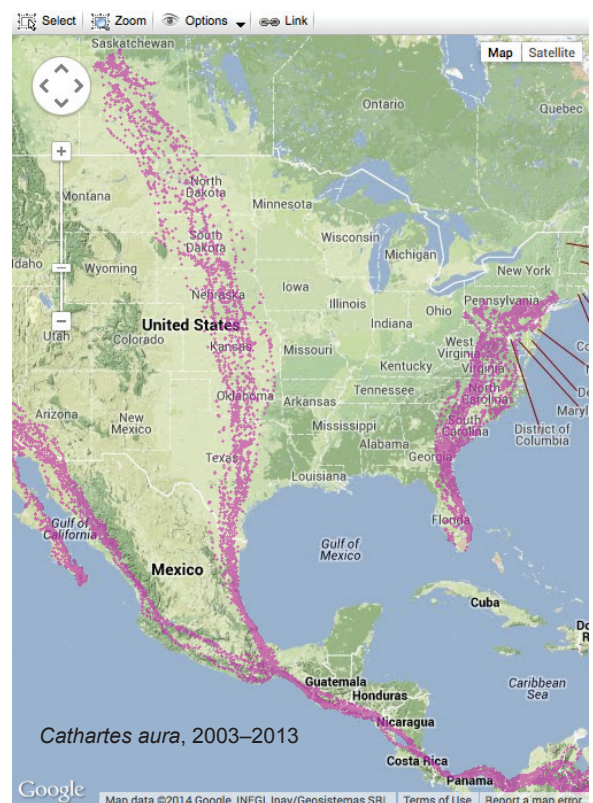 Select Zoom Options Link
Saskatchewan
Map Satellite
Ontario
Quebec
Montana
North
Dakota
Minnesota
South
Dakota
Wisconsin
Michigan
New York
Idaho
Wyoming
Nebraska
Iowa
Illinois
Indiana
Ohio
Pennsylvania
United States
Utah
Colorado
Kansas
Missouri
West
Virginia
Virginia
Kentucky
Arizona
New
Mexico
Oklahoma
Arkansas
Tennessee
North
Carolina
Mississippi
Alabama
South
Carolina
Georgia
District of
Columbia
Maryl
De
Texas
Louisiana
Florida
Gulf of
California
Gulf of
Mexico
Mexico
Cuba
Guatemala
Honduras
Caribbean
Sea
Nicaragua
Costa Rica
Panama
Cathartes aura, 2003–2013
Google
Map data ©2014 Google, INEGI, Inav/Geosistemas SRL Terms of Use Report a map error